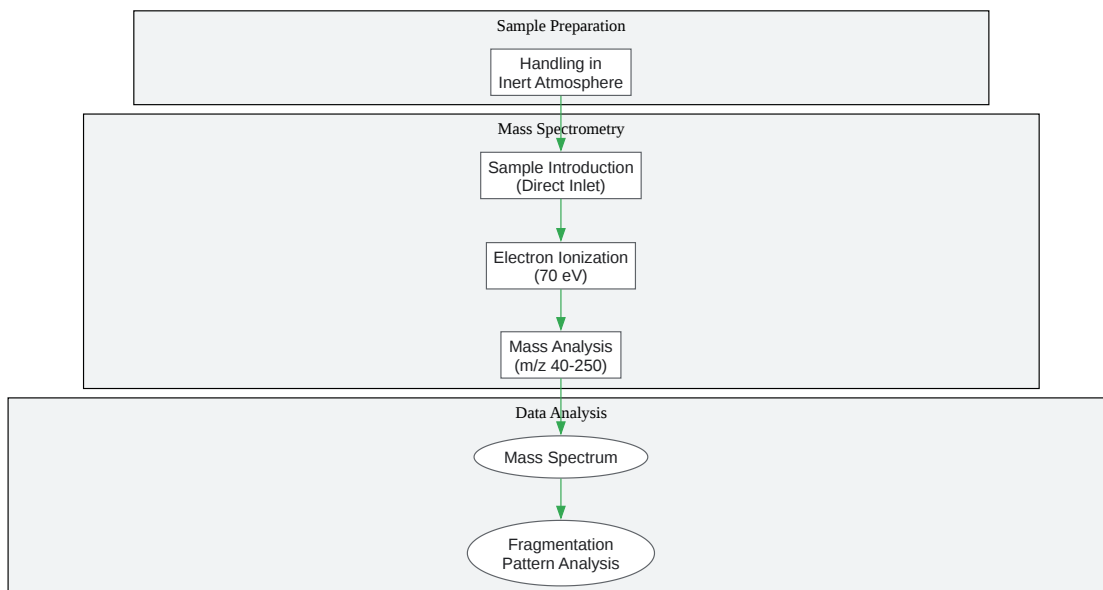 Sample Preparation
Handling in
Inert Atmosphere
Mass Spectrometry
Sample Introduction
(Direct Inlet)
Electron Ionization
(70 eV)
Mass Analysis
(m/z 40-250)
Data Analysis
Mass Spectrum
Fragmentation
Pattern Analysis